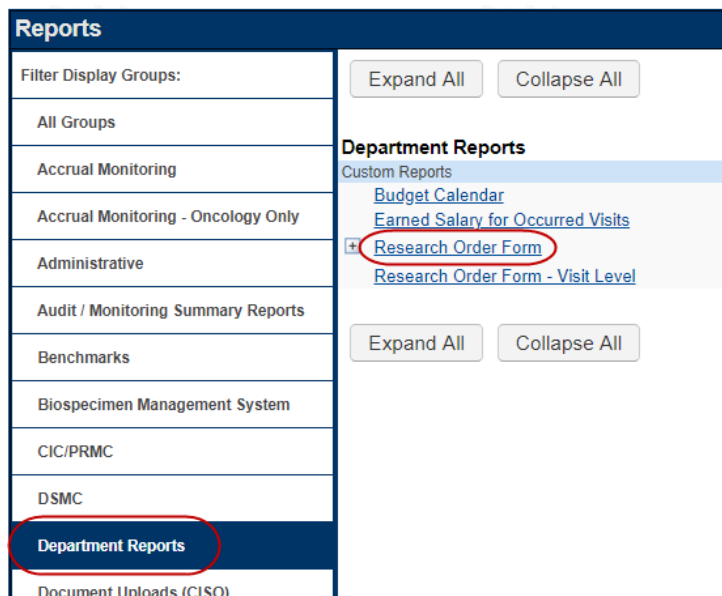 Reports
Filter Display Groups:
All Groups
Accrual Monitoring
Accrual Monitoring - Oncology Only
Administrative
Audit / Monitoring Summary Reports
Benchmarks
Biospecimen Management System
CIC/PRMC
DSMC
Department Reports
Document Uploads (CISO)
Expand All
Collapse All
Department Reports
Custom Reports
Budget Calendar
Earned Salary for Occurred Visits
Research Order Form
Research Order Form - Visit Level
Expand All
Collapse All